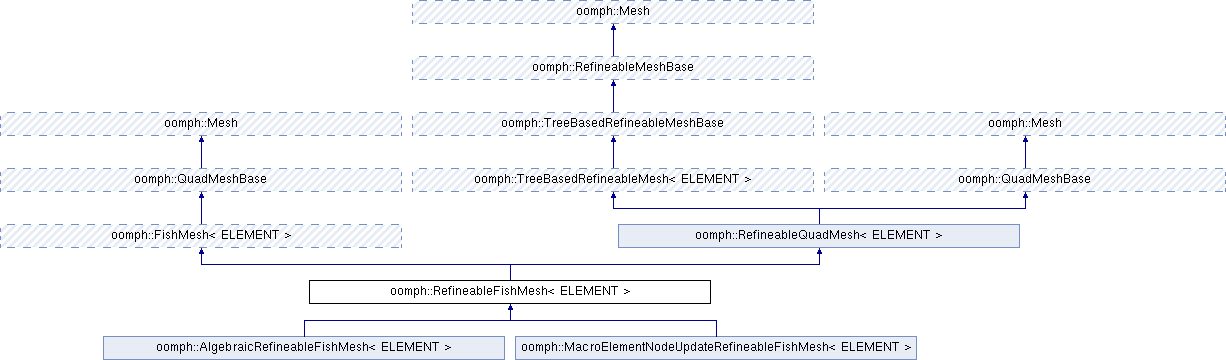 oomph::Mesh
oomph::RefineableMeshBase
oomph::Mesh
oomph::TreeBasedRefineableMeshBase
oomph::Mesh
oomph::QuadMeshBase
oomph::TreeBasedRefineableMesh< ELEMENT >
oomph::QuadMeshBase
oomph::FishMesh< ELEMENT >
oomph::RefineableQuadMesh< ELEMENT >
oomph::RefineableFishMesh< ELEMENT >
oomph::AlgebraicRefineableFishMesh< ELEMENT >
oomph::MacroElementNodeUpdateRefineableFishMesh< ELEMENT >